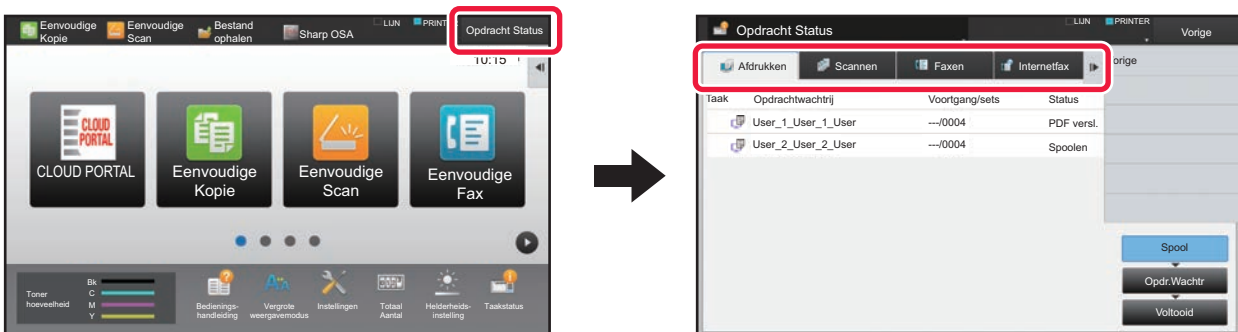 Eenvoudige
Kopie
Eenvoudige
Scan
Bestand
ophalen
Sharp OSA
LIJN
PRINT
Opdracht Status
10:15
CLOUD
PORTAL
CLOUD PORTAL
Eenvoudige
Kopie
Eenvoudige
Scan
Eenvoudige
Fax
Toner
hoeveelheid
Bk
C
M
Y
Bedienings-
handleiding
Vergrote
weergavemodus
Instellingen
Totaal
Aantal
Helderheids-
instelling
Taakstatus
Opdracht Status
LIJN
PRINTER
Vorige
Afdrukken
Scannen
Faxen
Internetfax
orige
Taak Opdrachtwachtrij Voortgang/sets Status
User_1_User_1_User ---/0004 PDF versl.
User_2_User_2_User ---/0004 Spoolen
Spool
Opdr.Wachtr
Voltooid